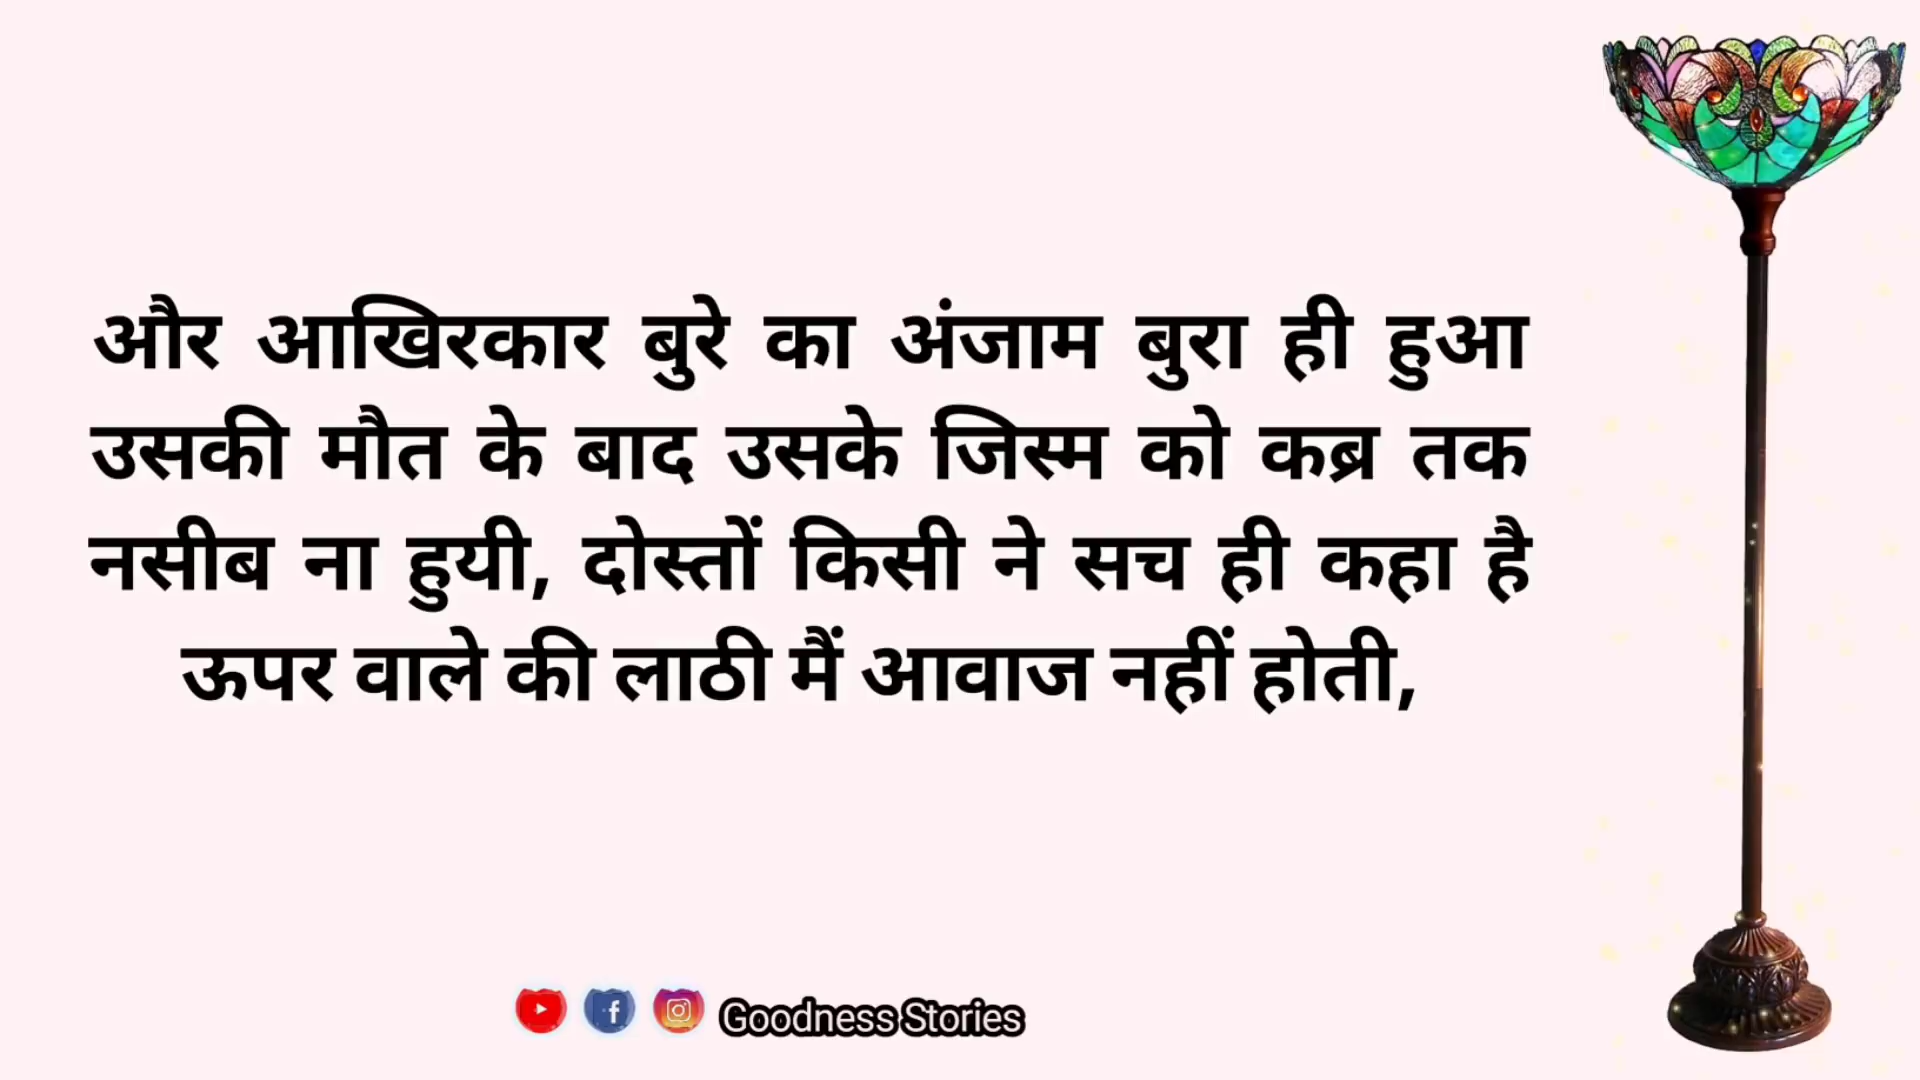 और आखिरकार बुरे का अंजाम बुरा ही हुआ
उसकी मौत के बाद उसके जिस्म को कब्र तक
नसीब ना हुयी, दोस्तों किसी ने सच ही कहा है
ऊपर वाले की लाठी मैं आवाज नहीं होती,
Goodness Stories